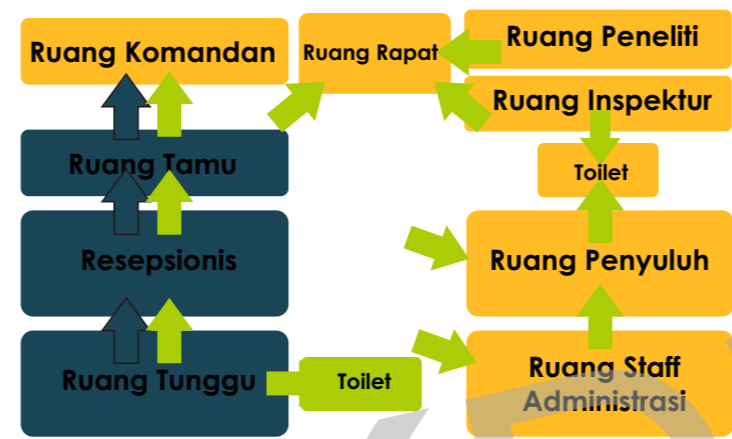 Ruang Komandan
Ruang Rapat
Ruang Peneliti
Ruang Inspektur
Ruang Tamu
Toilet
Resepsionis
Ruang Penyuluh
Ruang Tunggu
Toilet
Ruang Staff
Administrasi